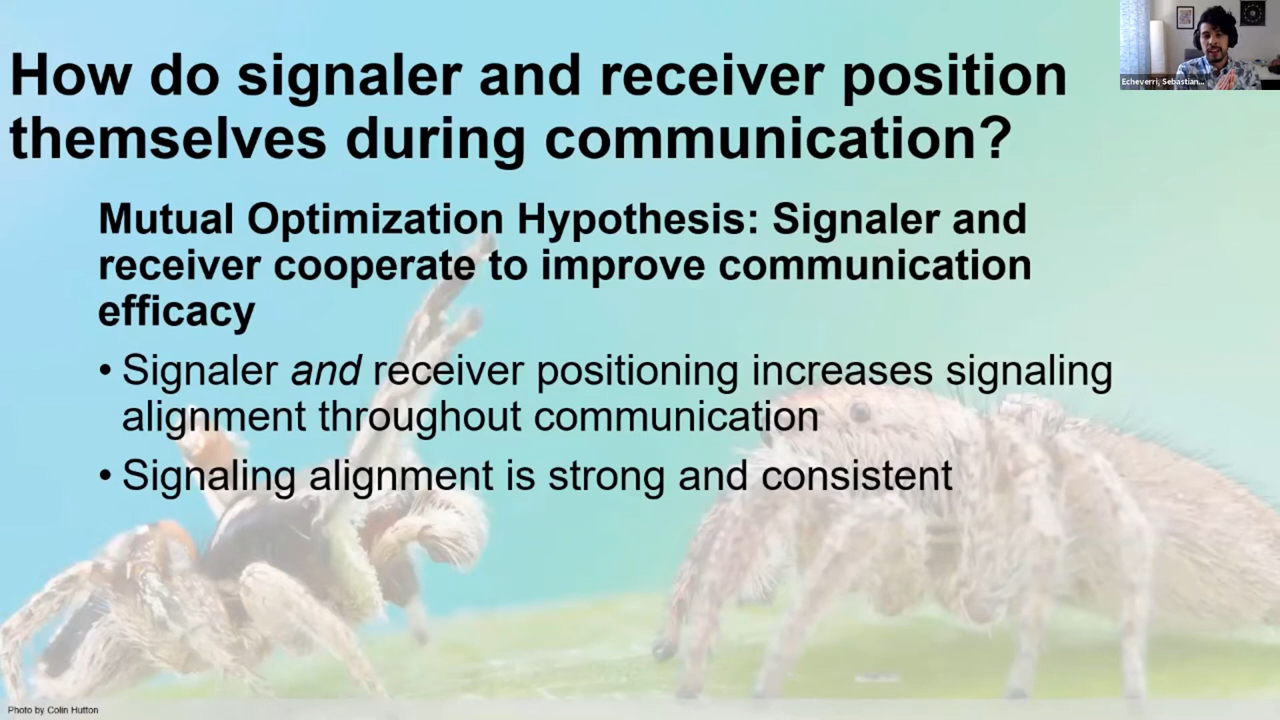 How do signaler and receiver position
themselves during communication?
Echeverri, Sebastian...
Mutual Optimization Hypothesis: Signaler and
receiver cooperate to improve communication
efficacy
• Signaler and receiver positioning increases signaling
alignment throughout communication
• Signaling alignment is strong and consistent
Photo by Colin Hutton